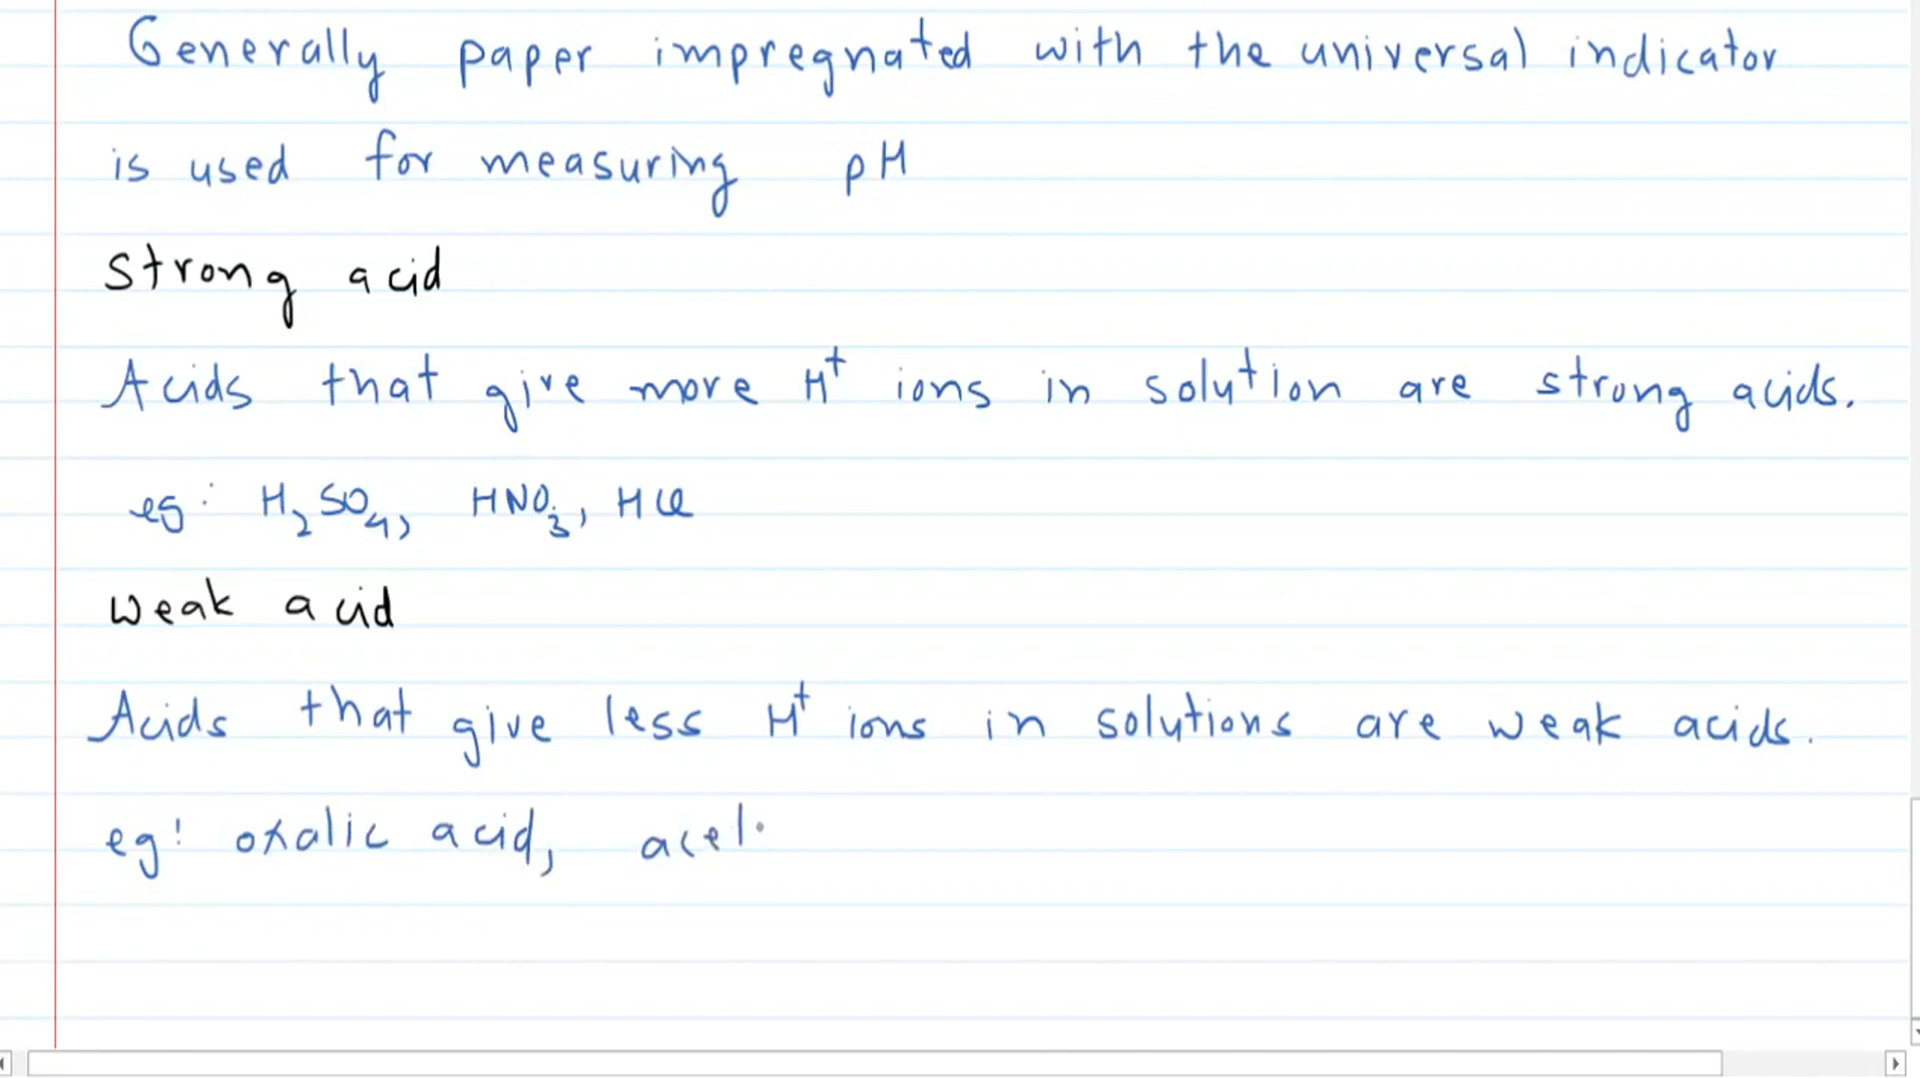 Generally paper impregnated with the universal indicator
is used for measuring pH
strong acid
Acids that give more H⁺ ions in solution are strong acids.
eg: H₂SO₄, HNO₃, HCl
weak acid
Acids that give less H⁺ ions in solutions are weak acids.
eg: oxalic acid,